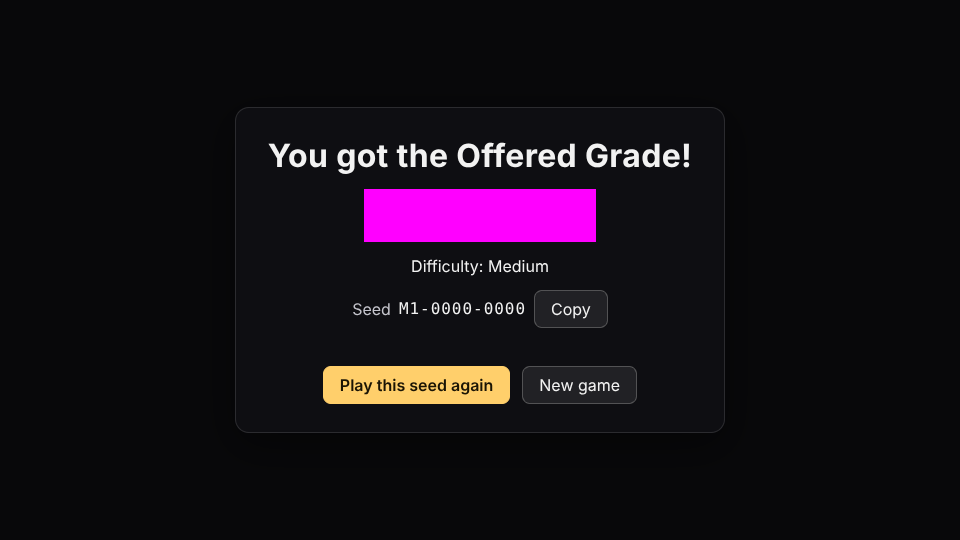 You got the Offered Grade!
Difficulty: Medium
Seed M1-0000-0000 Copy
Play this seed again New game